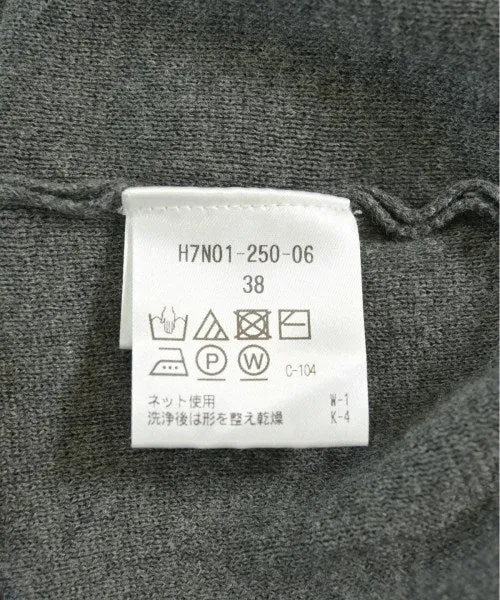 H7N01-250-06
38
P W C-104
ネット使用 W-1
洗浄後は形を整え乾燥 K-4